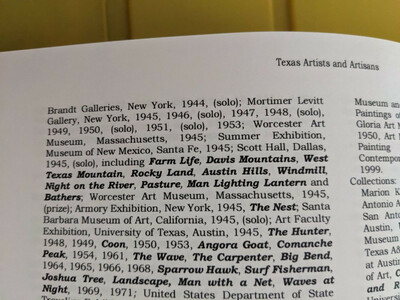 Texas Artists and Artisans
Brandt Galleries, New York, 1944, (solo); Mortimer Levitt
Gallery, New York, 1945, 1946, (solo), 1947, 1948, (solo),
1949, 1950, (solo), 1951, (solo), 1953; Worcester Art
Museum, Massachusetts, 1945; Summer Exhibition,
Museum of New Mexico, Santa Fe, 1945; Scott Hall, Dallas,
1945, (solo), including Farm Life, Davis Mountains, West
Texas Mountain, Rocky Land, Austin Hills, Windmill,
Night on the River, Pasture, Man Lighting Lantern and
Bathers; Worcester Art Museum, Massachusetts, 1945,
(prize); Armory Exhibition, New York, 1945, The Nest; Santa
Barbara Museum of Art, California, 1945, (solo); Art Faculty
Exhibition, University of Texas, Austin, 1945, The Hunter,
1948, 1949, Coon, 1950, 1953, Angora Goat, Comanche
Peak, 1954, 1961, The Wave, The Carpenter, Big Bend,
1964, 1965, 1966, 1968, Sparrow Hawk, Surf Fisherman,
Joshua Tree, Landscape, Man with a Net, Waves at
Night, 1969, 1971; United States Department of State
Museum and
Paintings of
Gloria Art M
1950, Art M
Painting
Contempor
1999.
Collections:
Marion K
Antonio A
San Anto
Austin, D
Museum
Texas A&
at Austin
of Art, C
and R